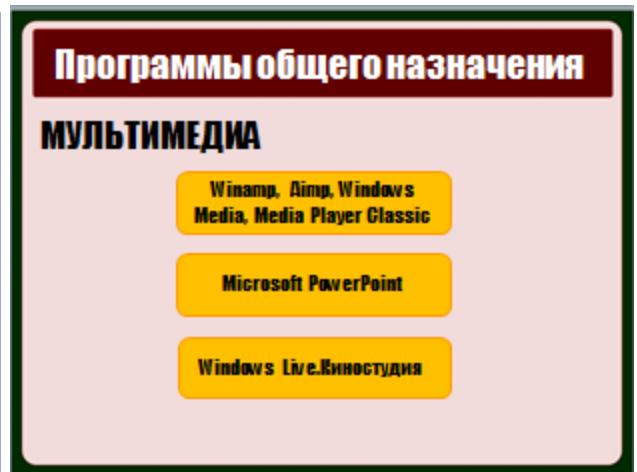 Программы общего назначения
МУЛЬТИМЕДИА
Winamp, Aimp, Windows
Media, Media Player Classic
Microsoft PowerPoint
Windows Live.Киностудия